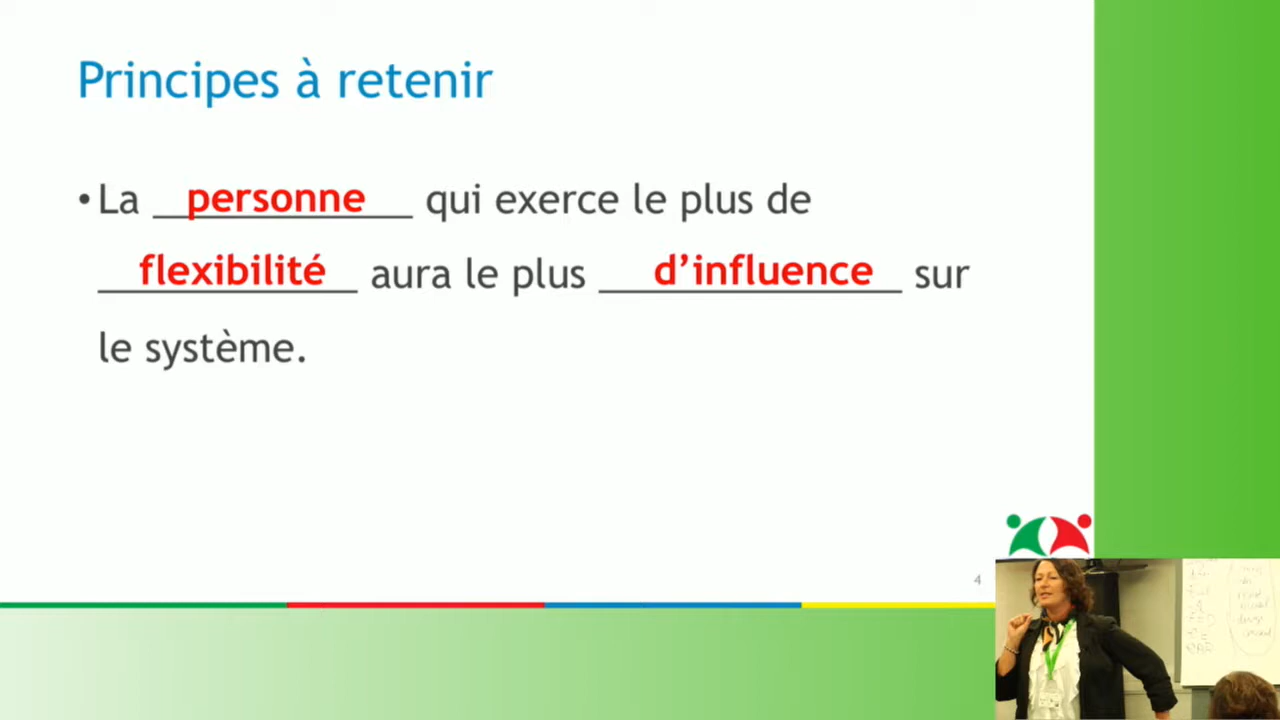 Principes à retenir
• La personne qui exerce le plus de
flexibilité aura le plus d’influence sur
le système.
4